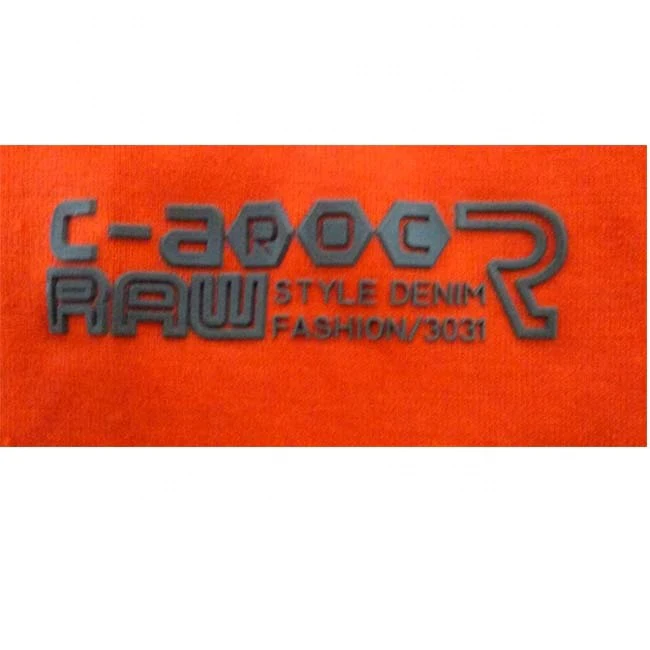 C-aROC R
RAW STYLE DENIM
FASHION/3031